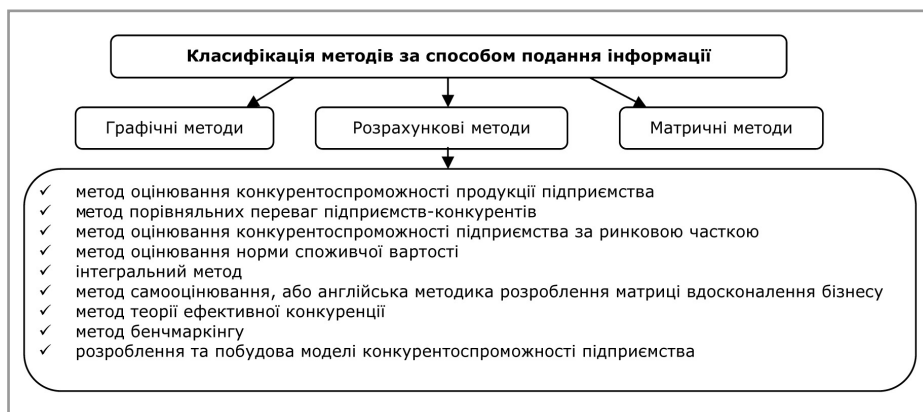 Класифікація методів за способом подання інформації
Графічні методи
Розрахункові методи
Матричні методи
✓ метод оцінювання конкурентоспроможності продукції підприємства
✓ метод порівняльних переваг підприємств-конкурентів
✓ метод оцінювання конкурентоспроможності підприємства за ринковою часткою
✓ метод оцінювання норми споживчої вартості
✓ інтегральний метод
✓ метод самооцінювання, або англійська методика розроблення матриці вдосконалення бізнесу
✓ метод теорії ефективної конкуренції
✓ метод бенчмаркінгу
✓ розроблення та побудова моделі конкурентоспроможності підприємства